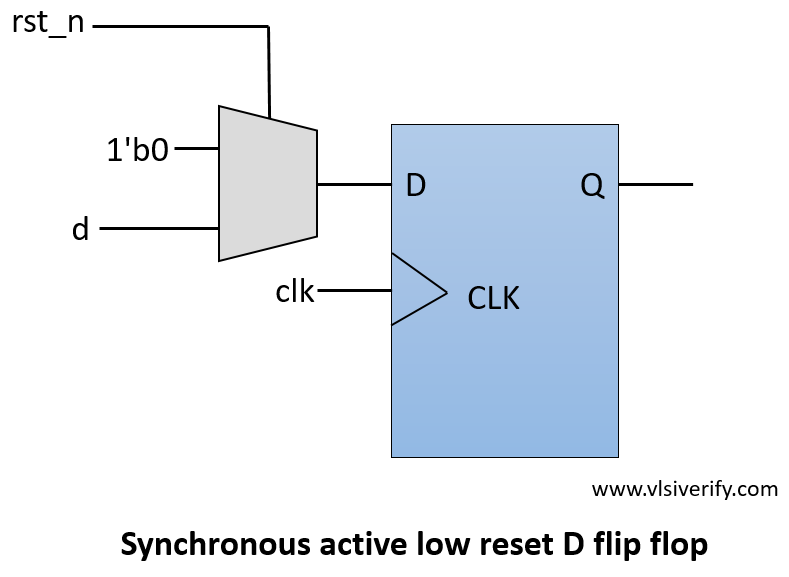 rst_n
1'b0
D
Q
d
clk
CLK
www.vlsiverify.com
Synchronous active low reset D flip flop